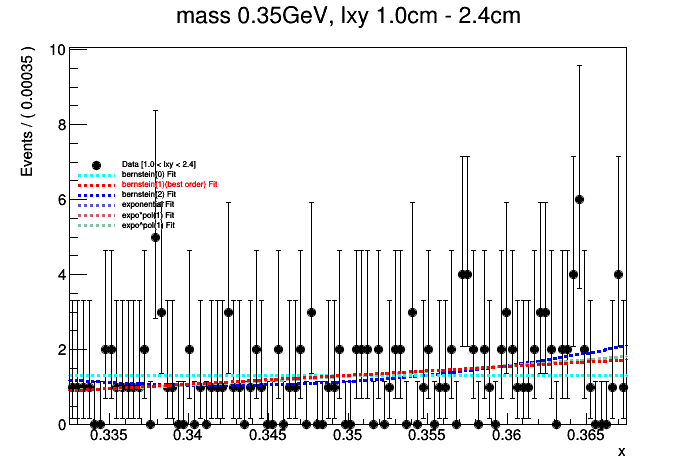 mass 0.35GeV, lxy 1.0cm - 2.4cm
Events / ( 0.00035 )
10
8
6
4
2
0
Data [1.0 < lxy < 2.4]
bernstein(0) Fit
bernstein(1)(best order) Fit
bernstein(2) Fit
exponential Fit
expo*pol(1) Fit
expo*pol(1) Fit
0.335 0.34 0.345 0.35 0.355 0.36 0.365
x